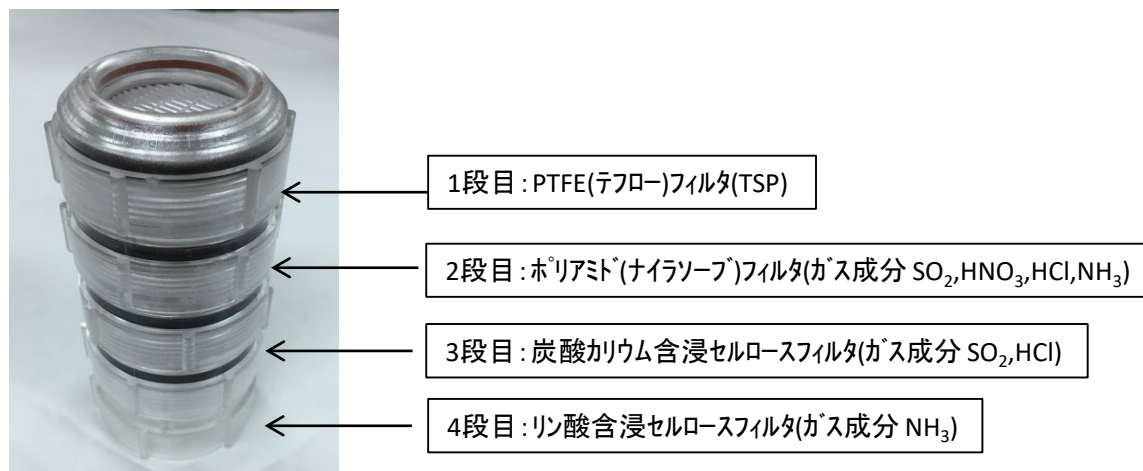 1段目:PTFE(テフロー)フィルタ(TSP)
2段目:ポリアミド(ナイラソーブ)フィルタ(ガス成分 SO₂,HNO₃,HCl,NH₃)
3段目:炭酸カリウム含浸セルロースフィルタ(ガス成分 SO₂,HCl)
4段目:リン酸含浸セルロースフィルタ(ガス成分 NH₃)